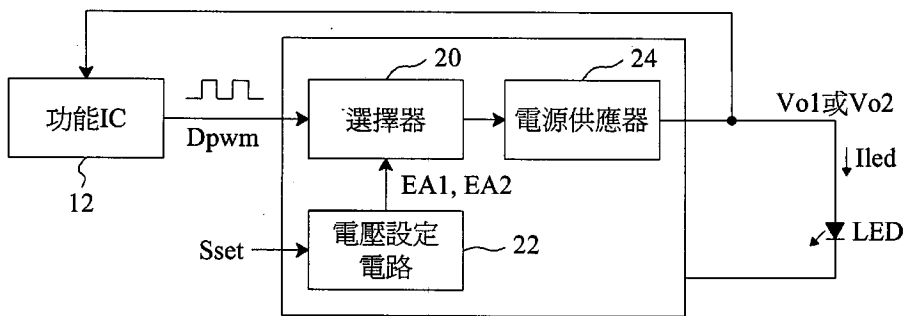 20
24
功能IC
Dpwm
12
選擇器
電源供應器
Vo1或Vo2
Iled
EA1, EA2
Sset
電壓設定
電路
22
LED